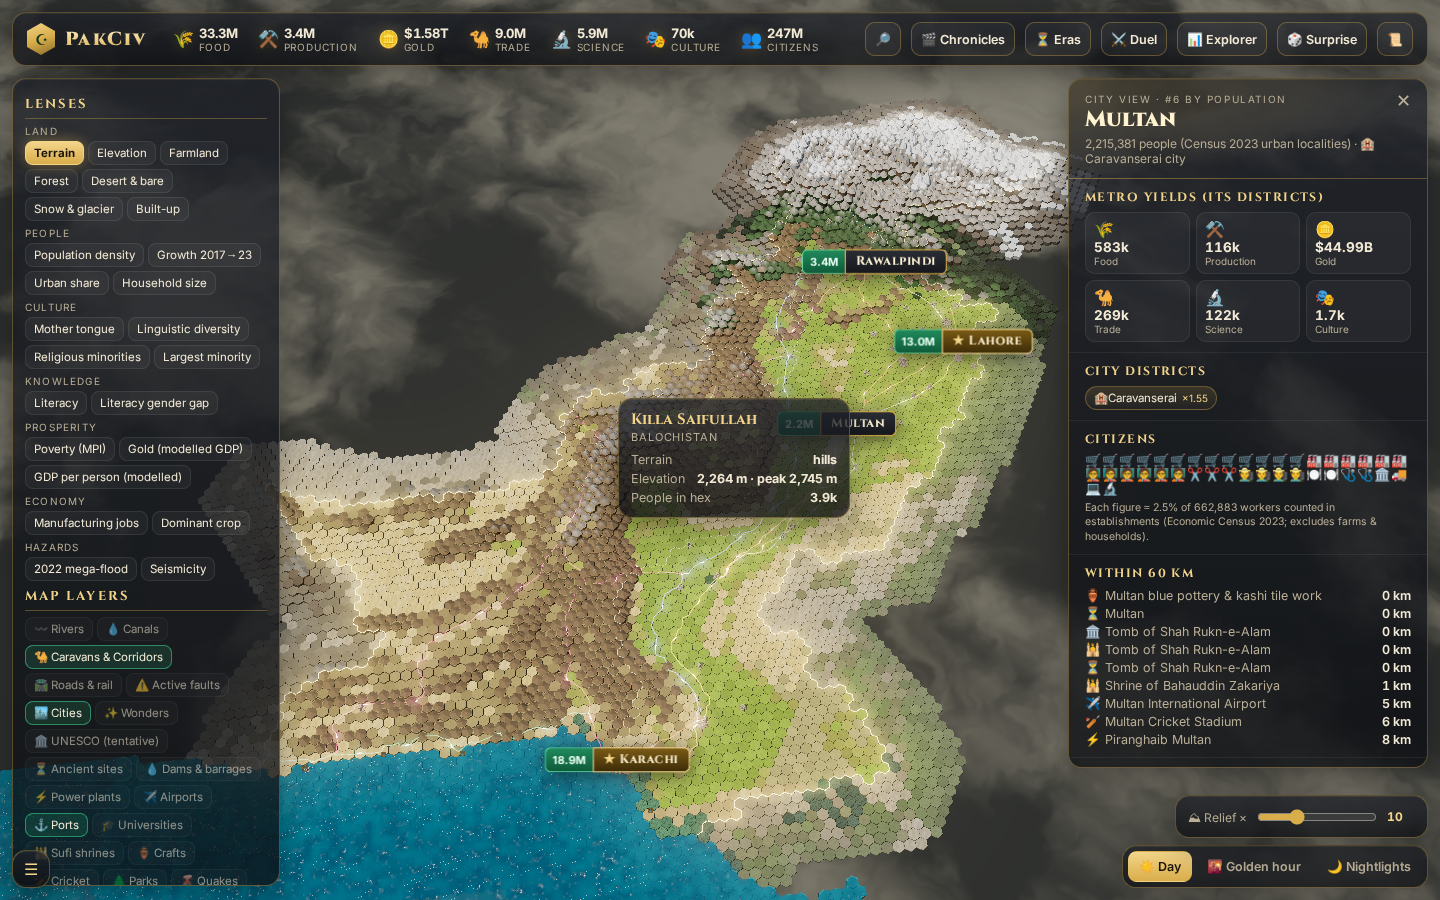 PakCiv
33.3M
FOOD
3.4M
PRODUCTION
$1.58T
GOLD
9.0M
TRADE
5.9M
SCIENCE
70k
CULTURE
247M
CITIZENS
Chronicles
Eras
Duel
Explorer
Surprise
LENSES
LAND
Terrain Elevation Farmland
Forest Desert & bare
Snow & glacier Built-up
PEOPLE
Population density Growth 2017→23
Urban share Household size
CULTURE
Mother tongue Linguistic diversity
Religious minorities Largest minority
KNOWLEDGE
Literacy Literacy gender gap
PROSPERITY
Poverty (MPI) Gold (modelled GDP)
GDP per person (modelled)
ECONOMY
Manufacturing jobs Dominant crop
HAZARDS
2022 mega-flood Seismicity
MAP LAYERS
Rivers Canals
Caravans & Corridors
Roads & rail Active faults
Cities Wonders
UNESCO (tentative)
Ancient sites Dams & barrages
Power plants Airports
Ports Universities
Sufi shrines Crafts
Cricket Parks Quakes
3.4M RAWALPINDI
13.0M ★ LAHORE
2.2M MULTAN
18.9M ★ KARACHI
KILLA SAIFULLAH
BALOCHISTAN
Terrain hills
Elevation 2,264 m · peak 2,745 m
People in hex 3.9k
CITY VIEW · #6 BY POPULATION
MULTAN
2,215,381 people (Census 2023 urban localities) ·
Caravanserai city
METRO YIELDS (ITS DISTRICTS)
583k
Food
116k
Production
$44.99B
Gold
269k
Trade
122k
Science
1.7k
Culture
CITY DISTRICTS
Caravanserai ×1.55
CITIZENS
Each figure = 2.5% of 662,883 workers counted in
establishments (Economic Census 2023; excludes farms &
households).
WITHIN 60 KM
Multan blue pottery & kashi tile work 0 km
Multan 0 km
Tomb of Shah Rukn-e-Alam 0 km
Tomb of Shah Rukn-e-Alam 0 km
Tomb of Shah Rukn-e-Alam 0 km
Shrine of Bahauddin Zakariya 1 km
Multan International Airport 5 km
Multan Cricket Stadium 6 km
Piranghaib Multan 8 km
Relief × 10
Day Golden hour Nightlights